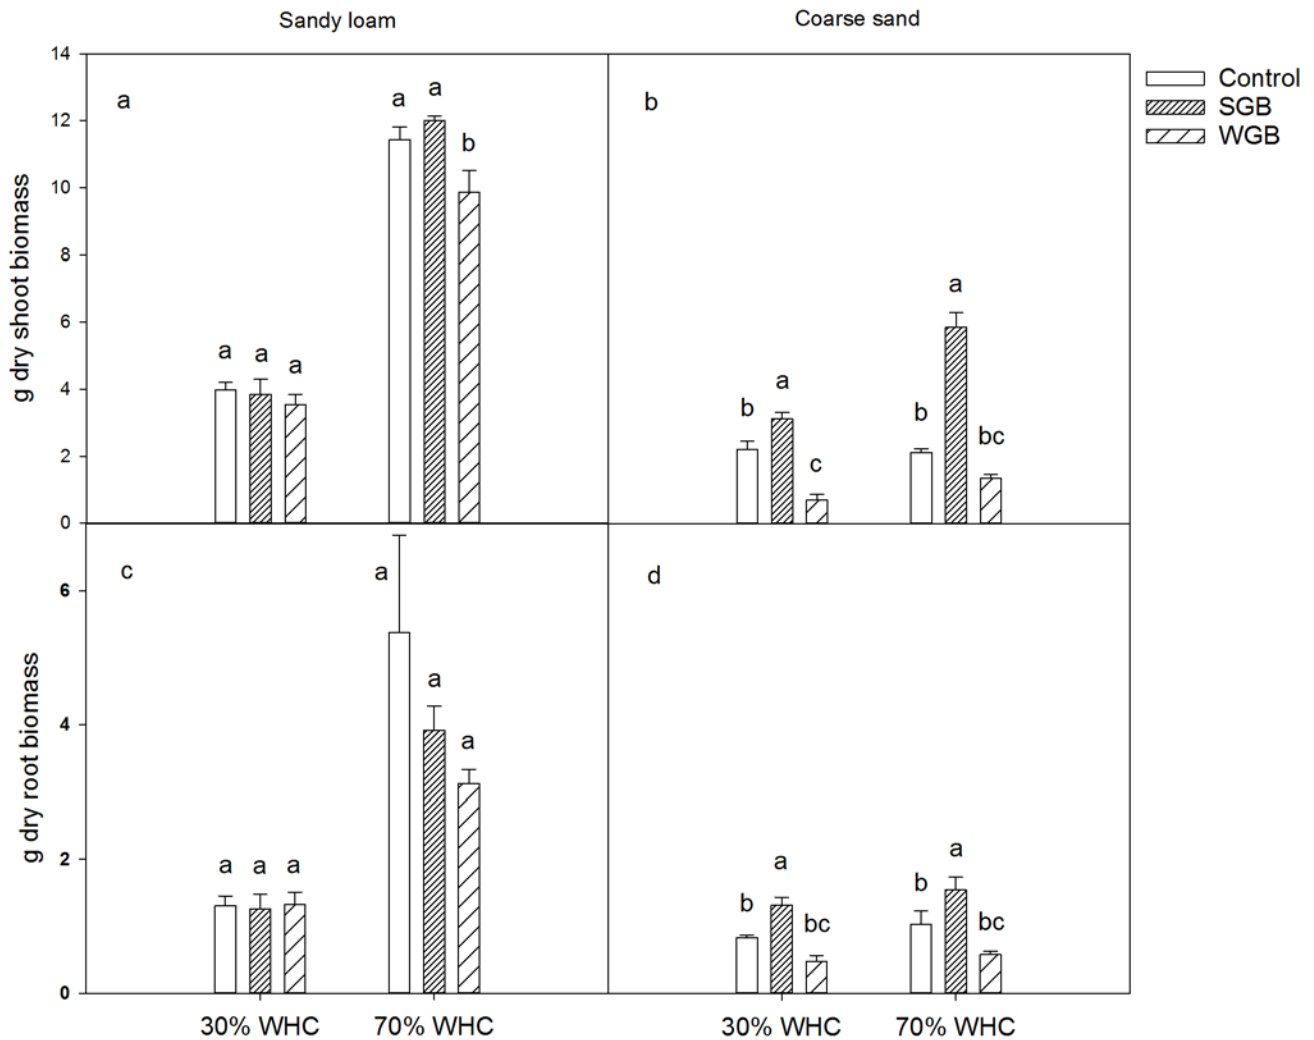 Sandy loam
Coarse sand
Control
SGB
WGB
g dry shoot biomass
14
12
10
8
6
4
2
0
a
a
a
a
a
a
b
b
b
a
c
b
a
bc
g dry root biomass
6
4
2
0
c
a
a
a
a
a
a
d
b
a
bc
b
a
bc
30% WHC
70% WHC
30% WHC
70% WHC